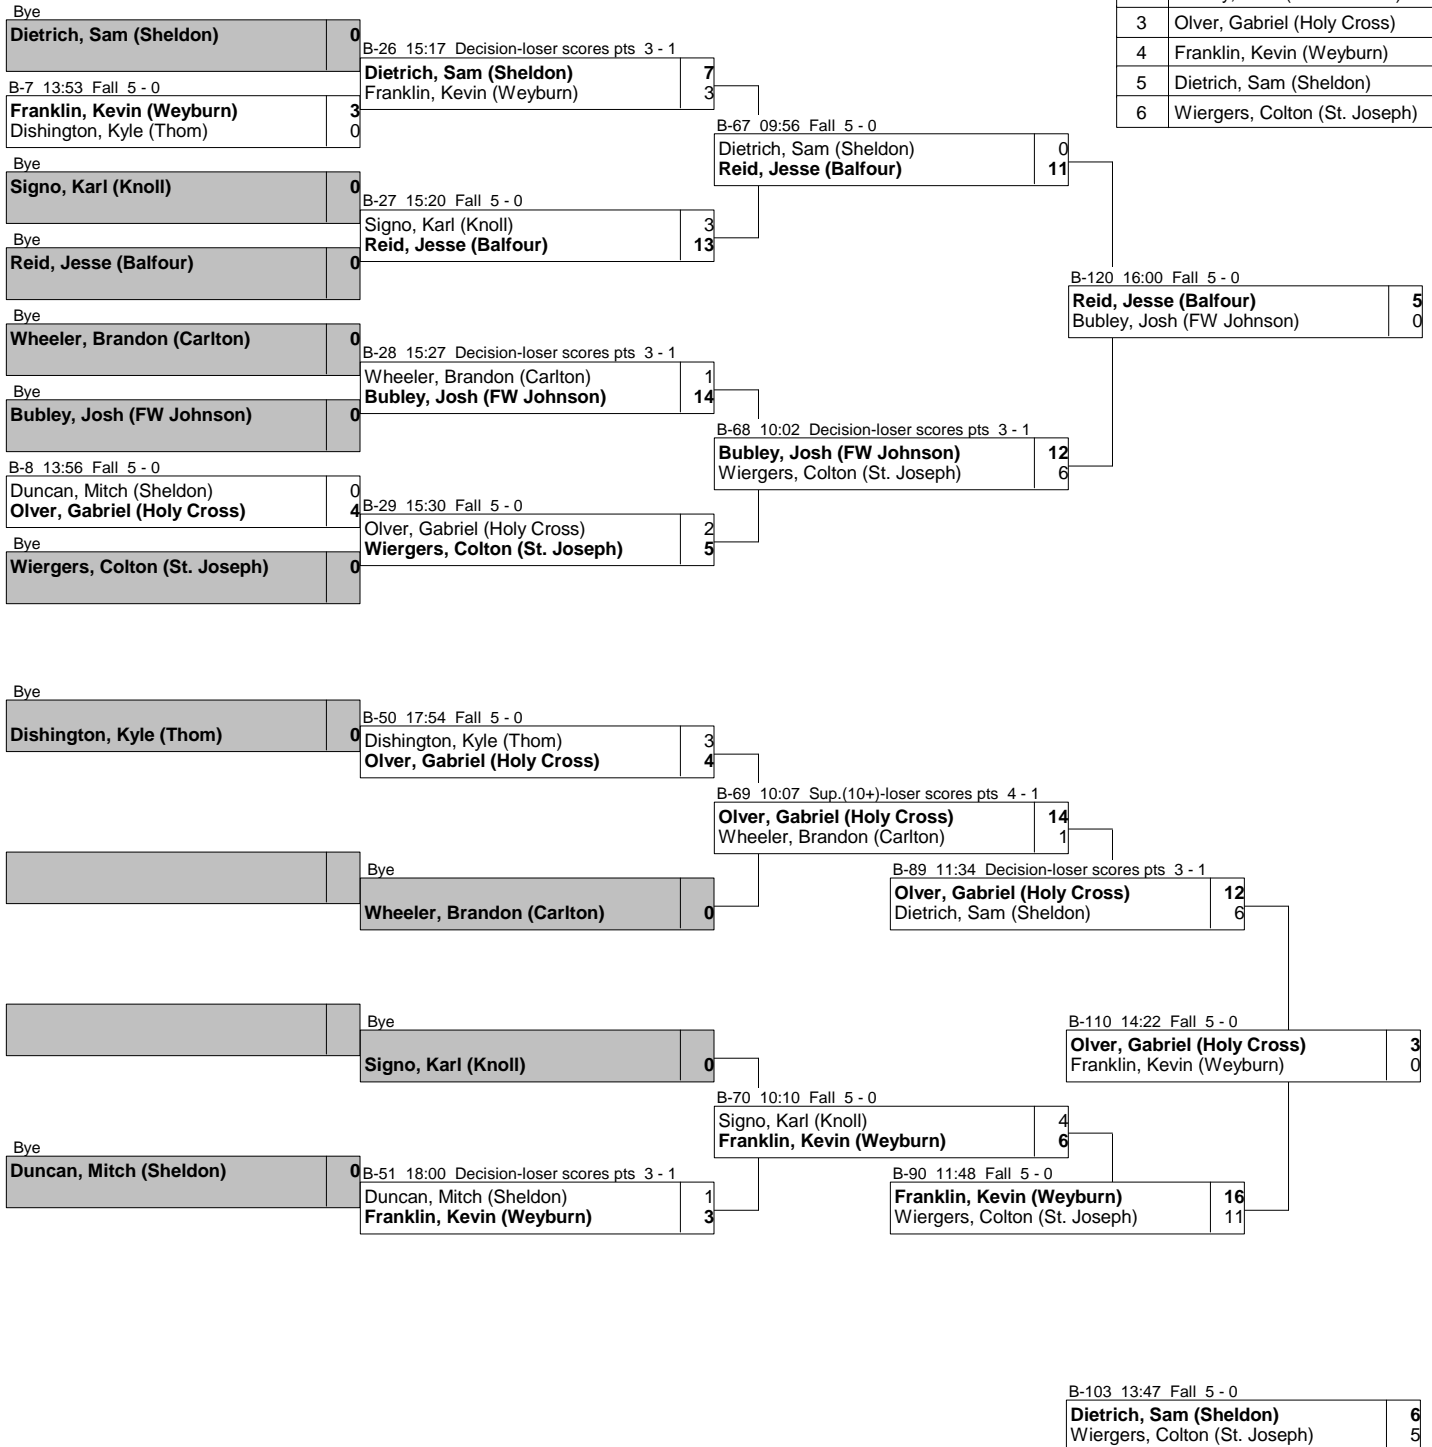 Bye
Dietrich, Sam (Sheldon) 0
B-7 13:53 Fall 5 - 0
Franklin, Kevin (Weyburn) 3
Dishington, Kyle (Thom) 0
Bye
Signo, Karl (Knoll) 0
Bye
Reid, Jesse (Balfour) 0
Bye
Wheeler, Brandon (Carlton) 0
Bye
Bubley, Josh (FW Johnson) 0
B-8 13:56 Fall 5 - 0
Duncan, Mitch (Sheldon) 0
Olver, Gabriel (Holy Cross) 4
Bye
Wiergers, Colton (St. Joseph) 0
B-26 15:17 Decision-loser scores pts 3 - 1
Dietrich, Sam (Sheldon) 7
Franklin, Kevin (Weyburn) 3
B-27 15:20 Fall 5 - 0
Signo, Karl (Knoll) 3
Reid, Jesse (Balfour) 13
B-28 15:27 Decision-loser scores pts 3 - 1
Wheeler, Brandon (Carlton) 1
Bubley, Josh (FW Johnson) 14
B-29 15:30 Fall 5 - 0
Olver, Gabriel (Holy Cross) 2
Wiergers, Colton (St. Joseph) 5
B-67 09:56 Fall 5 - 0
Dietrich, Sam (Sheldon) 0
Reid, Jesse (Balfour) 11
B-68 10:02 Decision-loser scores pts 3 - 1
Bubley, Josh (FW Johnson) 12
Wiergers, Colton (St. Joseph) 6
B-120 16:00 Fall 5 - 0
Reid, Jesse (Balfour) 5
Bubley, Josh (FW Johnson) 0
3 Olver, Gabriel (Holy Cross)
4 Franklin, Kevin (Weyburn)
5 Dietrich, Sam (Sheldon)
6 Wiergers, Colton (St. Joseph)
Bye
Dishington, Kyle (Thom) 0
Bye
Duncan, Mitch (Sheldon) 0
B-50 17:54 Fall 5 - 0
Dishington, Kyle (Thom) 3
Olver, Gabriel (Holy Cross) 4
Bye
Wheeler, Brandon (Carlton) 0
Bye
Signo, Karl (Knoll) 0
B-51 18:00 Decision-loser scores pts 3 - 1
Duncan, Mitch (Sheldon) 1
Franklin, Kevin (Weyburn) 3
B-69 10:07 Sup.(10+)-loser scores pts 4 - 1
Olver, Gabriel (Holy Cross) 14
Wheeler, Brandon (Carlton) 1
B-70 10:10 Fall 5 - 0
Signo, Karl (Knoll) 4
Franklin, Kevin (Weyburn) 6
B-89 11:34 Decision-loser scores pts 3 - 1
Olver, Gabriel (Holy Cross) 12
Dietrich, Sam (Sheldon) 6
B-90 11:48 Fall 5 - 0
Franklin, Kevin (Weyburn) 16
Wiergers, Colton (St. Joseph) 11
B-110 14:22 Fall 5 - 0
Olver, Gabriel (Holy Cross) 3
Franklin, Kevin (Weyburn) 0
B-103 13:47 Fall 5 - 0
Dietrich, Sam (Sheldon) 6
Wiergers, Colton (St. Joseph) 5